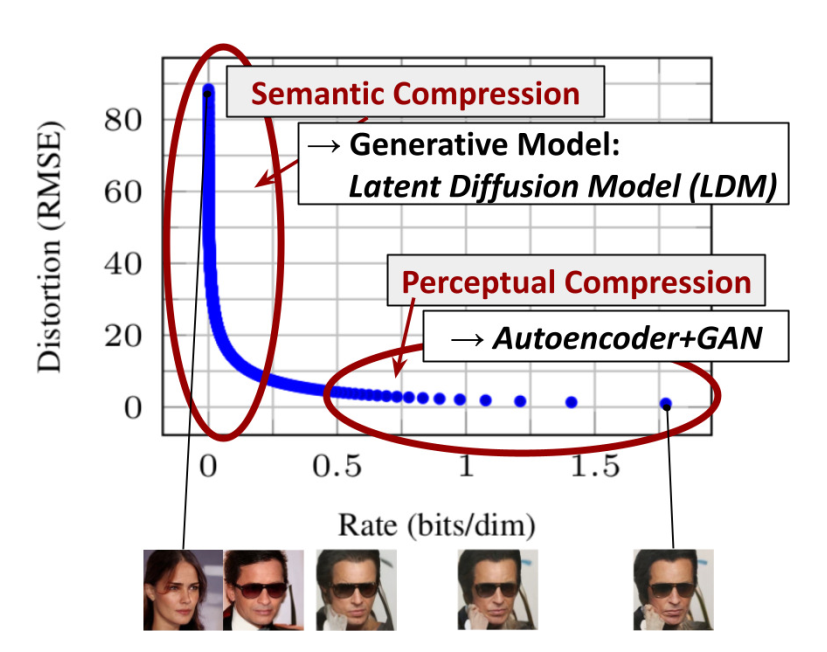 Semantic Compression
→ Generative Model:
Latent Diffusion Model (LDM)
Perceptual Compression
→ Autoencoder+GAN
Distortion (RMSE)
80
60
40
20
0
0 0.5 1 1.5
Rate (bits/dim)